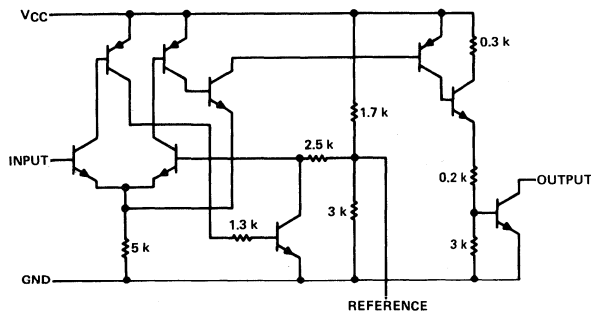 VCC
0.3 k
1.7 k
2.5 k
INPUT
0.2 k
OUTPUT
3 k
1.3 k
5 k
3 k
GND
REFERENCE